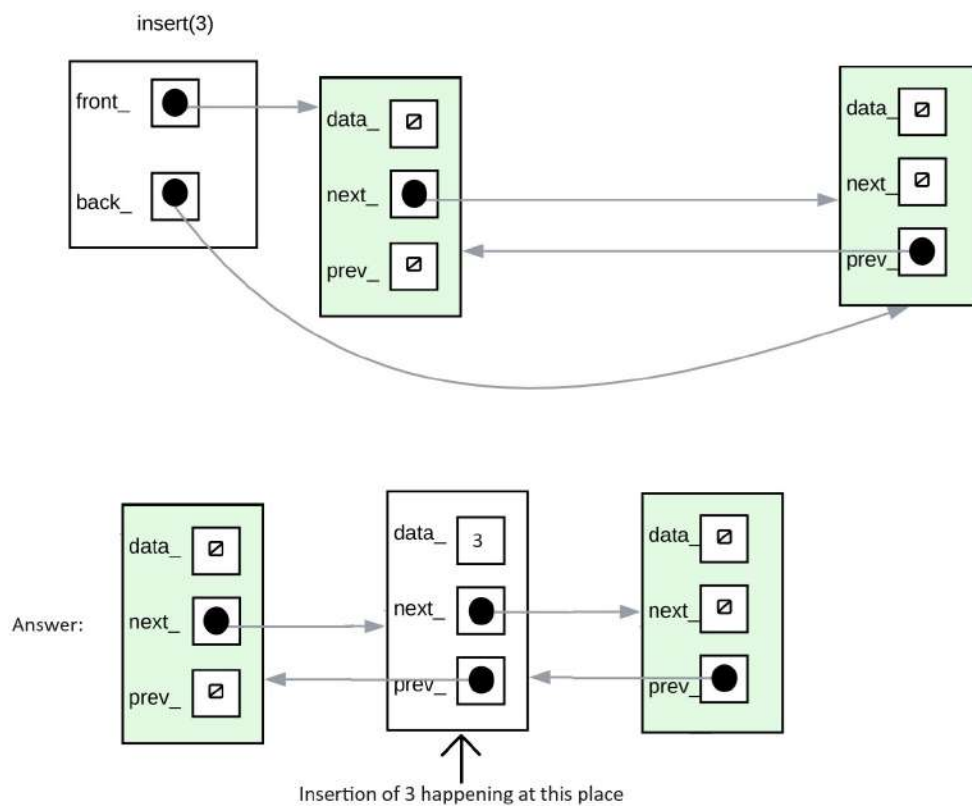 insert(3)
front_
back_
data_
next_
prev_
data_
next_
prev_
Answer:
data_
next_
prev_
data_ 3
next_
prev_
data_
next_
prev_
Insertion of 3 happening at this place